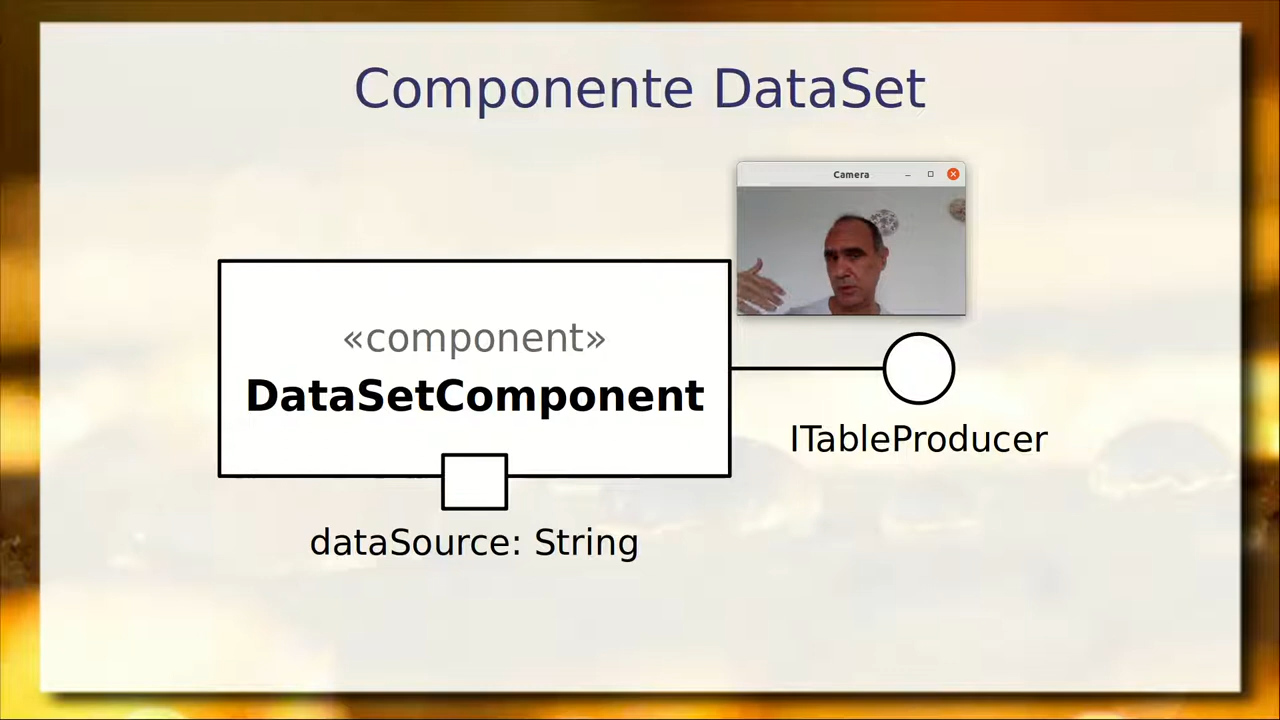 Componente DataSet
Camera
«component»
DataSetComponent
ITableProducer
dataSource: String